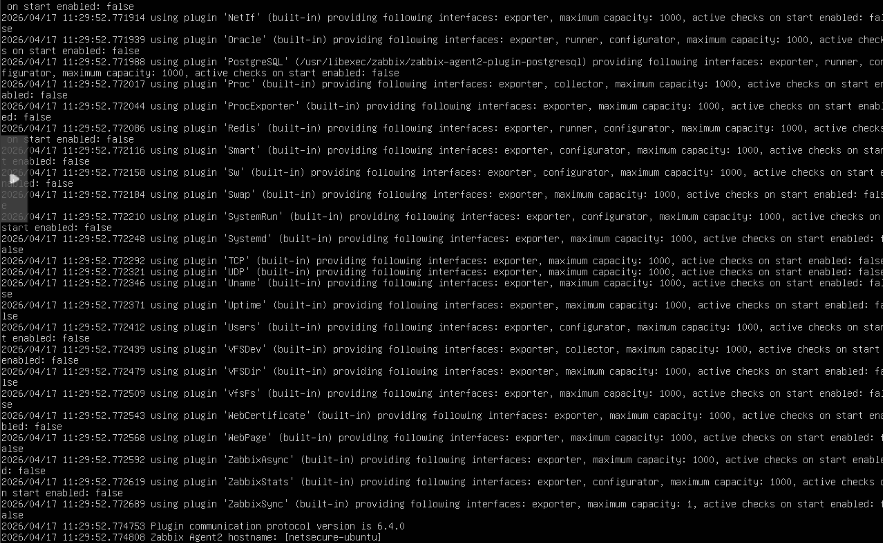 on start enabled: false
2026/04/17 11:29:52.771914 using plugin 'NetIf' (built-in) providing following interfaces: exporter, maximum capacity: 1000, active checks on start enabled: fal
se
2026/04/17 11:29:52.771939 using plugin 'Oracle' (built-in) providing following interfaces: exporter, runner, configurator, maximum capacity: 1000, active check
s on start enabled: false
2026/04/17 11:29:52.771988 using plugin 'PostgreSQL' (/usr/libexec/zabbix/zabbix-agent2-plugin-postgresql) providing following interfaces: exporter, runner, con
figurator, maximum capacity: 1000, active checks on start enabled: false
2026/04/17 11:29:52.772017 using plugin 'Proc' (built-in) providing following interfaces: exporter, collector, maximum capacity: 1000, active checks on start en
abled: false
2026/04/17 11:29:52.772044 using plugin 'ProcExporter' (built-in) providing following interfaces: exporter, maximum capacity: 1000, active checks on start enabl
ed: false
2026/04/17 11:29:52.772086 using plugin 'Redis' (built-in) providing following interfaces: exporter, runner, configurator, maximum capacity: 1000, active checks
on start enabled: false
2026/04/17 11:29:52.772116 using plugin 'Smart' (built-in) providing following interfaces: exporter, configurator, maximum capacity: 1000, active checks on star
t enabled: false
2026/04/17 11:29:52.772158 using plugin 'Sw' (built-in) providing following interfaces: exporter, configurator, maximum capacity: 1000, active checks on start e
nabled: false
2026/04/17 11:29:52.772184 using plugin 'Swap' (built-in) providing following interfaces: exporter, maximum capacity: 1000, active checks on start enabled: fals
e
2026/04/17 11:29:52.772210 using plugin 'SystemRun' (built-in) providing following interfaces: exporter, configurator, maximum capacity: 1000, active checks on
start enabled: false
2026/04/17 11:29:52.772248 using plugin 'Systemd' (built-in) providing following interfaces: exporter, maximum capacity: 1000, active checks on start enabled: f
alse
2026/04/17 11:29:52.772292 using plugin 'TCP' (built-in) providing following interfaces: exporter, maximum capacity: 1000, active checks on start enabled: false
2026/04/17 11:29:52.772321 using plugin 'UDP' (built-in) providing following interfaces: exporter, maximum capacity: 1000, active checks on start enabled: false
2026/04/17 11:29:52.772346 using plugin 'Uname' (built-in) providing following interfaces: exporter, maximum capacity: 1000, active checks on start enabled: fal
se
2026/04/17 11:29:52.772371 using plugin 'Uptime' (built-in) providing following interfaces: exporter, maximum capacity: 1000, active checks on start enabled: fa
lse
2026/04/17 11:29:52.772412 using plugin 'Users' (built-in) providing following interfaces: exporter, configurator, maximum capacity: 1000, active checks on star
t enabled: false
2026/04/17 11:29:52.772439 using plugin 'VFSDev' (built-in) providing following interfaces: exporter, collector, maximum capacity: 1000, active checks on start
enabled: false
2026/04/17 11:29:52.772479 using plugin 'VFSDir' (built-in) providing following interfaces: exporter, maximum capacity: 1000, active checks on start enabled: fa
lse
2026/04/17 11:29:52.772509 using plugin 'VfsFs' (built-in) providing following interfaces: exporter, maximum capacity: 1000, active checks on start enabled: fal
se
2026/04/17 11:29:52.772543 using plugin 'WebCertificate' (built-in) providing following interfaces: exporter, maximum capacity: 1000, active checks on start ena
bled: false
2026/04/17 11:29:52.772568 using plugin 'WebPage' (built-in) providing following interfaces: exporter, maximum capacity: 1000, active checks on start enabled: f
alse
2026/04/17 11:29:52.772592 using plugin 'ZabbixAsync' (built-in) providing following interfaces: exporter, maximum capacity: 1000, active checks on start enable
d: false
2026/04/17 11:29:52.772619 using plugin 'ZabbixStats' (built-in) providing following interfaces: exporter, configurator, maximum capacity: 1000, active checks o
n start enabled: false
2026/04/17 11:29:52.772689 using plugin 'ZabbixSync' (built-in) providing following interfaces: exporter, maximum capacity: 1, active checks on start enabled: f
alse
2026/04/17 11:29:52.774753 Plugin communication protocol version is 6.4.0
2026/04/17 11:29:52.774808 Zabbix Agent2 hostname: [netsecure-ubuntu]